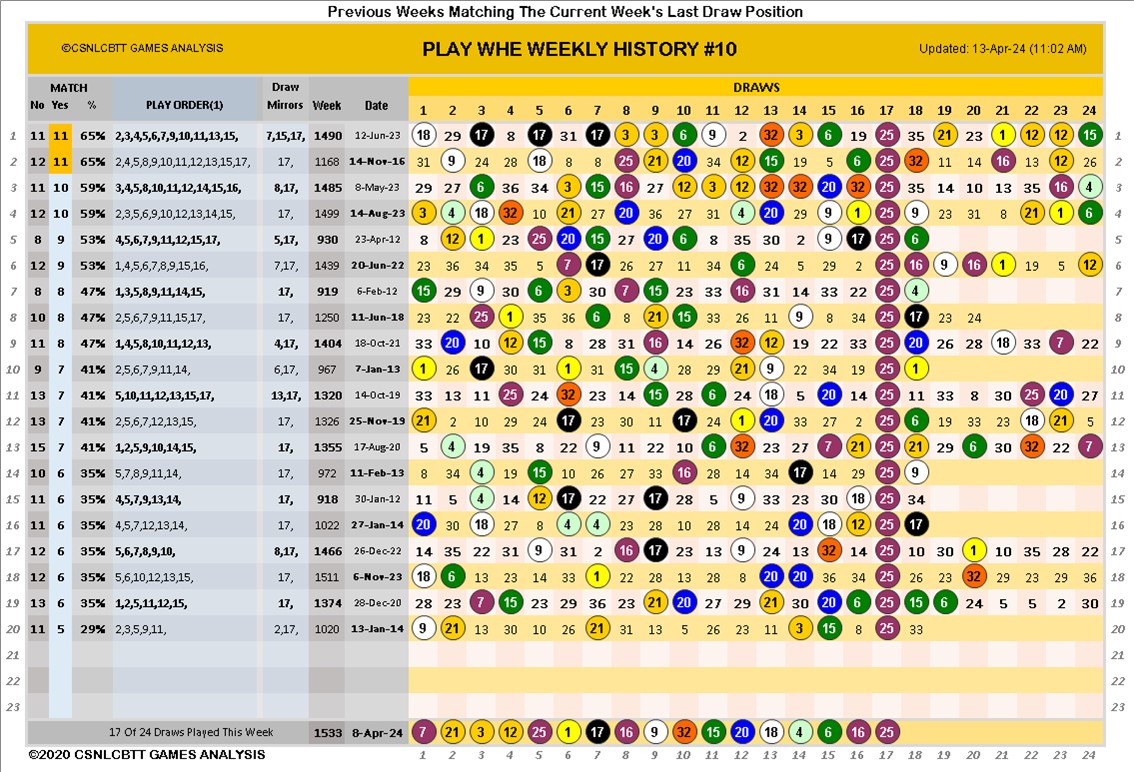 Previous Weeks Matching The Current Week's Last Draw Position
©CSNLCBTT GAMES ANALYSIS PLAY WHE WEEKLY HISTORY #10 Updated: 13-Apr-24 (11:02 AM)
MATCH Draw DRAWS
No Yes % PLAY ORDER(1) Mirrors Week Date 1 2 3 4 5 6 7 8 9 10 11 12 13 14 15 16 17 18 19 20 21 22 23 24
1 11 11 65% 2,3,4,5,6,7,9,10,11,13,15, 7,15,17, 1490 12-Jun-23 18 29 17 8 17 31 17 3 3 6 9 2 32 3 6 19 25 35 21 23 1 12 12 15 1
2 12 11 65% 2,4,5,8,9,10,11,12,13,15,17, 17, 1168 14-Nov-16 31 9 24 28 18 8 8 25 21 20 34 12 15 19 5 6 25 32 11 14 16 13 12 26 2
3 11 10 59% 3,4,5,8,10,11,12,14,15,16, 8,17, 1485 8-May-23 29 27 6 36 34 3 15 16 27 12 3 12 32 32 20 32 25 35 14 10 13 35 23 4 3
4 12 10 59% 2,3,5,6,9,10,12,13,14,15, 17, 1499 14-Aug-23 3 4 18 32 10 21 27 20 36 27 31 4 20 29 9 1 25 9 23 31 8 21 1 6 4
5 8 9 53% 4,5,6,7,9,11,12,15,17, 5,17, 930 23-Apr-12 8 12 1 23 25 20 15 27 20 6 8 35 30 2 9 17 25 6 5
6 12 9 53% 1,4,5,6,7,8,9,15,16, 7,17, 1439 20-Jun-22 23 36 34 35 5 7 17 26 27 11 34 6 24 5 29 2 25 16 9 16 1 19 5 12 6
7 8 8 47% 1,3,5,8,9,11,14,15, 17, 919 6-Feb-12 15 29 9 30 6 3 30 7 15 23 33 16 31 14 33 22 25 4 7
8 10 8 47% 2,5,6,7,9,11,15,17, 17, 1250 11-Jun-18 23 22 25 1 35 36 6 8 21 15 33 26 11 9 8 34 25 17 23 24 8
9 11 8 47% 1,4,5,8,10,11,12,13, 4,17, 1404 18-Oct-21 33 20 10 12 15 8 28 31 16 14 26 32 12 19 22 33 25 20 26 28 18 33 7 22 9
10 9 7 41% 2,5,6,7,9,11,14, 6,17, 967 7-Jan-13 1 26 17 30 31 1 31 15 4 28 29 21 9 22 34 19 25 1 10
11 13 7 41% 5,10,11,12,13,15,17, 13,17, 1320 14-Oct-19 33 13 11 25 24 32 23 14 15 28 6 24 18 5 20 14 25 11 33 8 30 25 20 27 11
12 13 7 41% 2,5,6,7,12,13,15, 17, 1326 25-Nov-19 21 2 10 29 24 17 23 30 11 17 2 1 20 33 27 2 25 6 19 33 23 18 21 5 12
13 15 7 41% 1,2,5,9,10,14,15, 17, 1355 17-Aug-20 5 4 19 35 8 22 9 11 22 10 6 32 23 27 7 21 25 21 29 6 30 32 22 7 13
14 10 6 35% 5,7,8,9,11,14, 17, 972 11-Feb-13 8 34 4 19 15 10 26 27 33 16 28 14 34 17 14 14 25 9 14
15 11 6 35% 4,5,7,9,13,14, 17, 918 30-Jan-12 11 5 4 14 12 17 22 27 17 28 5 9 33 23 30 18 25 34 15
16 11 6 35% 4,5,7,12,13,14, 17, 1022 27-Jan-14 20 30 18 27 8 4 4 23 28 10 28 14 28 20 18 12 25 17 16
17 12 6 35% 5,6,7,8,9,10, 8,17, 1466 26-Dec-22 14 35 22 31 9 31 2 16 17 23 13 9 24 13 32 14 25 10 30 1 10 35 28 22 17
18 12 6 35% 5,6,10,12,13,15, 17, 1511 6-Nov-23 18 6 13 23 14 33 1 22 28 13 28 8 20 20 36 34 25 26 32 28 23 29 36 18
19 13 6 35% 1,2,5,11,12,15, 17, 1374 28-Dec-20 28 23 7 15 23 29 36 23 21 20 27 29 21 30 20 6 25 15 6 24 5 5 2 30 19
20 11 5 29% 2,3,5,9,11, 2,17, 1020 13-Jan-14 9 21 13 30 10 26 21 31 13 5 26 23 11 3 15 8 25 33 20
21 21
22 22
23 23
17 Of 24 Draws Played This Week 1533 8-Apr-24 7 21 3 12 25 1 17 16 9 32 15 20 18 4 6 16 25
©2020 CSNLCBTT GAMES ANALYSIS 1 2 3 4 5 6 7 8 9 10 11 12 13 14 15 16 17 18 19 20 21 22 23 24